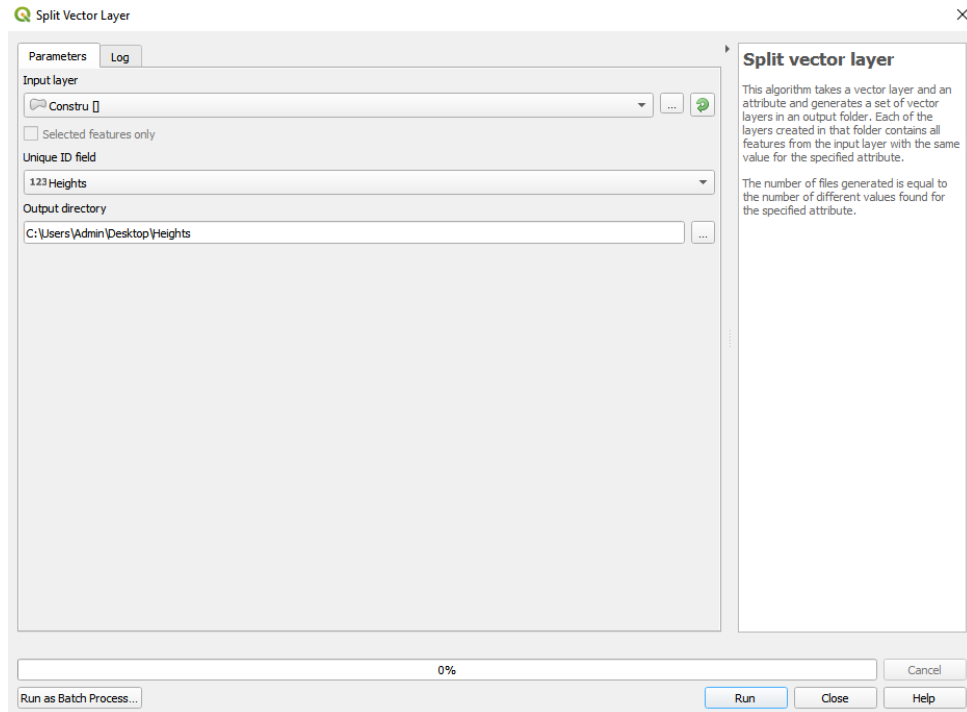 Split Vector Layer
Parameters
Log
Input layer
Constru []
...
Selected features only
Unique ID field
123 Heights
Output directory
C:\Users\Admin\Desktop\Heights
...
Split vector layer
This algorithm takes a vector layer and an
attribute and generates a set of vector
layers in an output folder. Each of the
layers created in that folder contains all
features from the input layer with the same
value for the specified attribute.
The number of files generated is equal to
the number of different values found for
the specified attribute.
0%
Cancel
Run as Batch Process...
Run
Close
Help